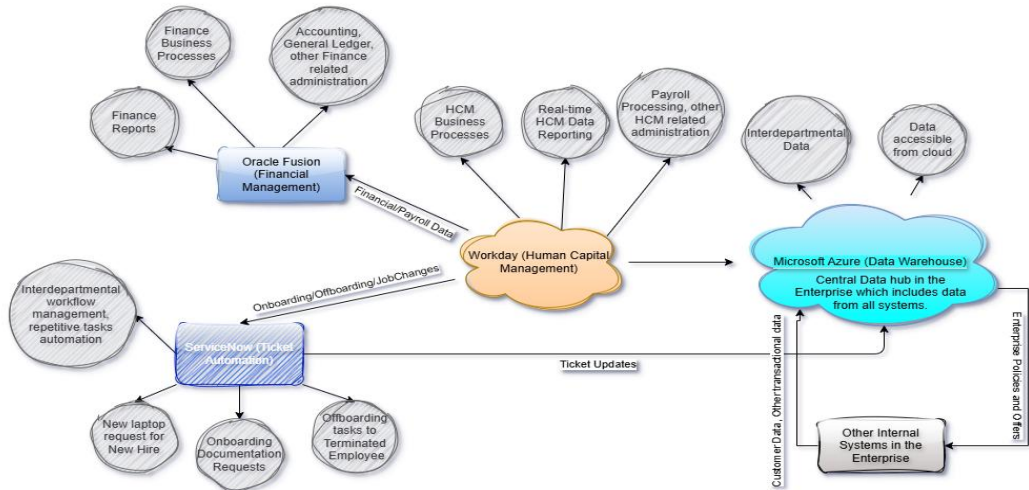 Finance
Business
Processes
Accounting,
General Ledger,
other Finance
related
administration
Finance
Reports
Oracle Fusion
(Financial
Management)
Financial/Payroll Data
HCM
Business
Processes
Real-time
HCM Data
Reporting
Payroll
Processing, other
HCM related
administration
Workday (Human Capital
Management)
Interdepartmental
Data
Data
accessible
from cloud
Microsoft Azure (Data Warehouse)
Central Data hub in the
Enterprise which includes data
from all systems.
Onboarding/Offboarding/JobChanges
Interdepartmental
workflow
management,
repetitive tasks
automation
ServiceNow (Ticket
Automation)
Ticket Updates
New laptop
request for
New Hire
Onboarding
Documentation
Requests
Offboarding
tasks to
Terminated
Employee
Customer Data, Other transactional data
Enterprise Policies and Offers
Other Internal
Systems in the
Enterprise